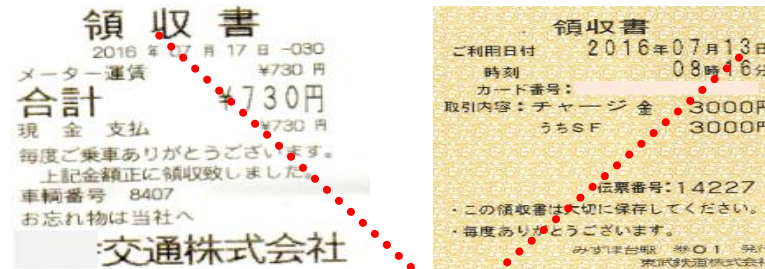 領収書
2016年07月17日 -030
メーター運賃 ¥730円
合計 ¥730円
現金支払 ¥730円
毎度ご乗車ありがとうございます。
上記金額正に領収致しました。
車輌番号 8407
お忘れ物は当社へ
交通株式会社
領収書
ご利用日付 2016年07月13日
時刻 08時16分
カード番号:
取引内容:チャージ金 3000円
うちSF 3000円
伝票番号:14227
・この領収書は大切に保存してください。
・毎度ありがとうございます。
みずほ台駅 券01 発行
東武鉄道株式会社